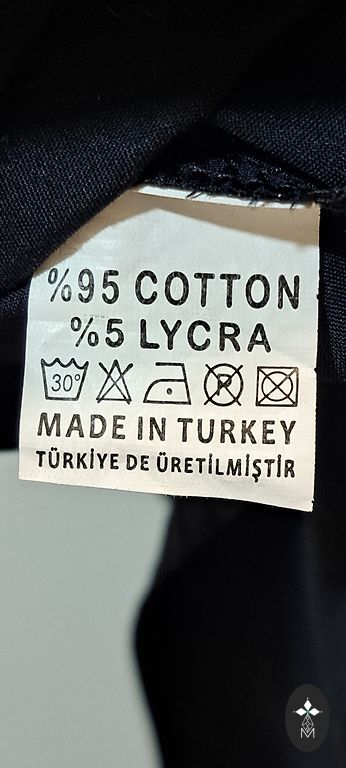 %95 COTTON
%5 LYCRA
30° P
MADE IN TURKEY
TÜRKİYE DE ÜRETİLMİŞTİR
M